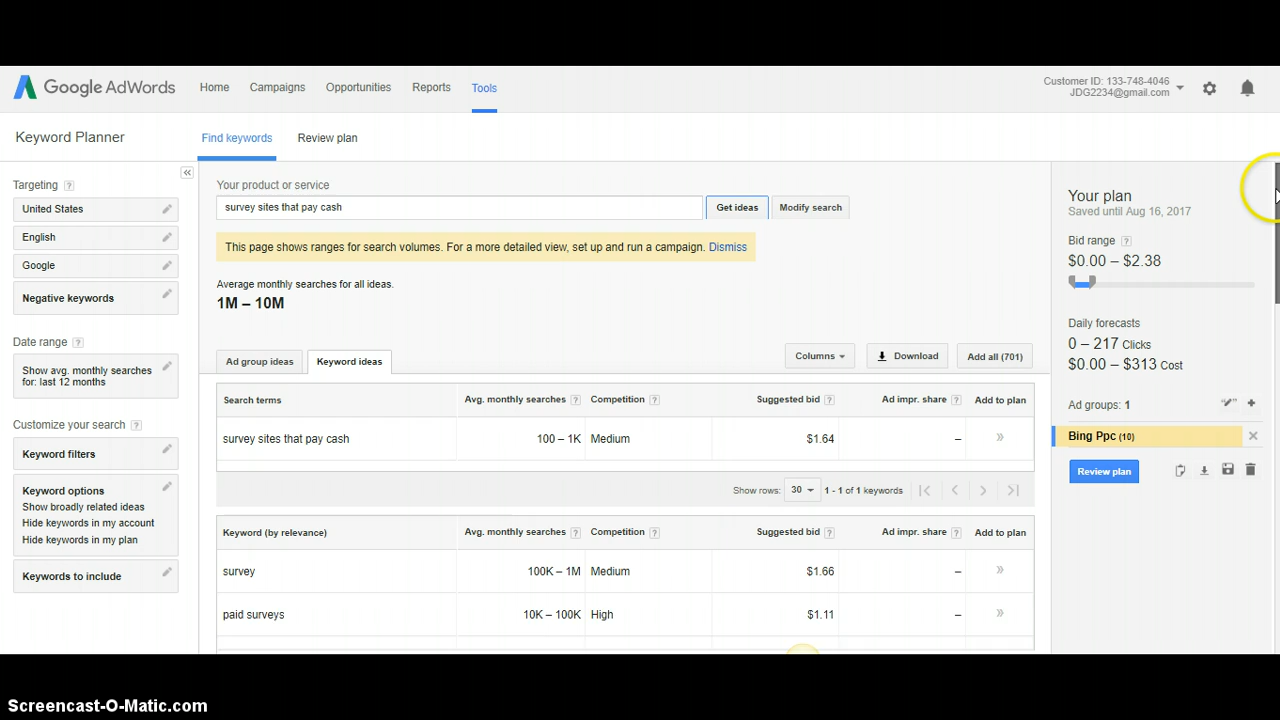 Google AdWords
Home Campaigns Opportunities Reports Tools
Customer ID: 133-748-4046
JDG2234@gmail.com
Keyword Planner
Find keywords Review plan
Targeting ?
United States
English
Google
Negative keywords
Date range ?
Show avg. monthly searches
for: last 12 months
Customize your search ?
Keyword filters
Keyword options
Show broadly related ideas
Hide keywords in my account
Hide keywords in my plan
Keywords to include
Your product or service
survey sites that pay cash Get ideas Modify search
This page shows ranges for search volumes. For a more detailed view, set up and run a campaign. Dismiss
Average monthly searches for all ideas.
1M – 10M
Ad group ideas Keyword ideas Columns Download Add all (701)
Search terms Avg. monthly searches ? Competition ? Suggested bid ? Ad impr. share ? Add to plan
survey sites that pay cash 100 – 1K Medium $1.64 – »
Show rows: 30 1 - 1 of 1 keywords
Keyword (by relevance) Avg. monthly searches ? Competition ? Suggested bid ? Ad impr. share ? Add to plan
survey 100K – 1M Medium $1.66 – »
paid surveys 10K – 100K High $1.11 – »
Your plan
Saved until Aug 16, 2017
Bid range ?
$0.00 – $2.38
Daily forecasts
0 – 217 Clicks
$0.00 – $313 Cost
Ad groups: 1
Bing Ppc (10)
Review plan
Screencast-O-Matic.com